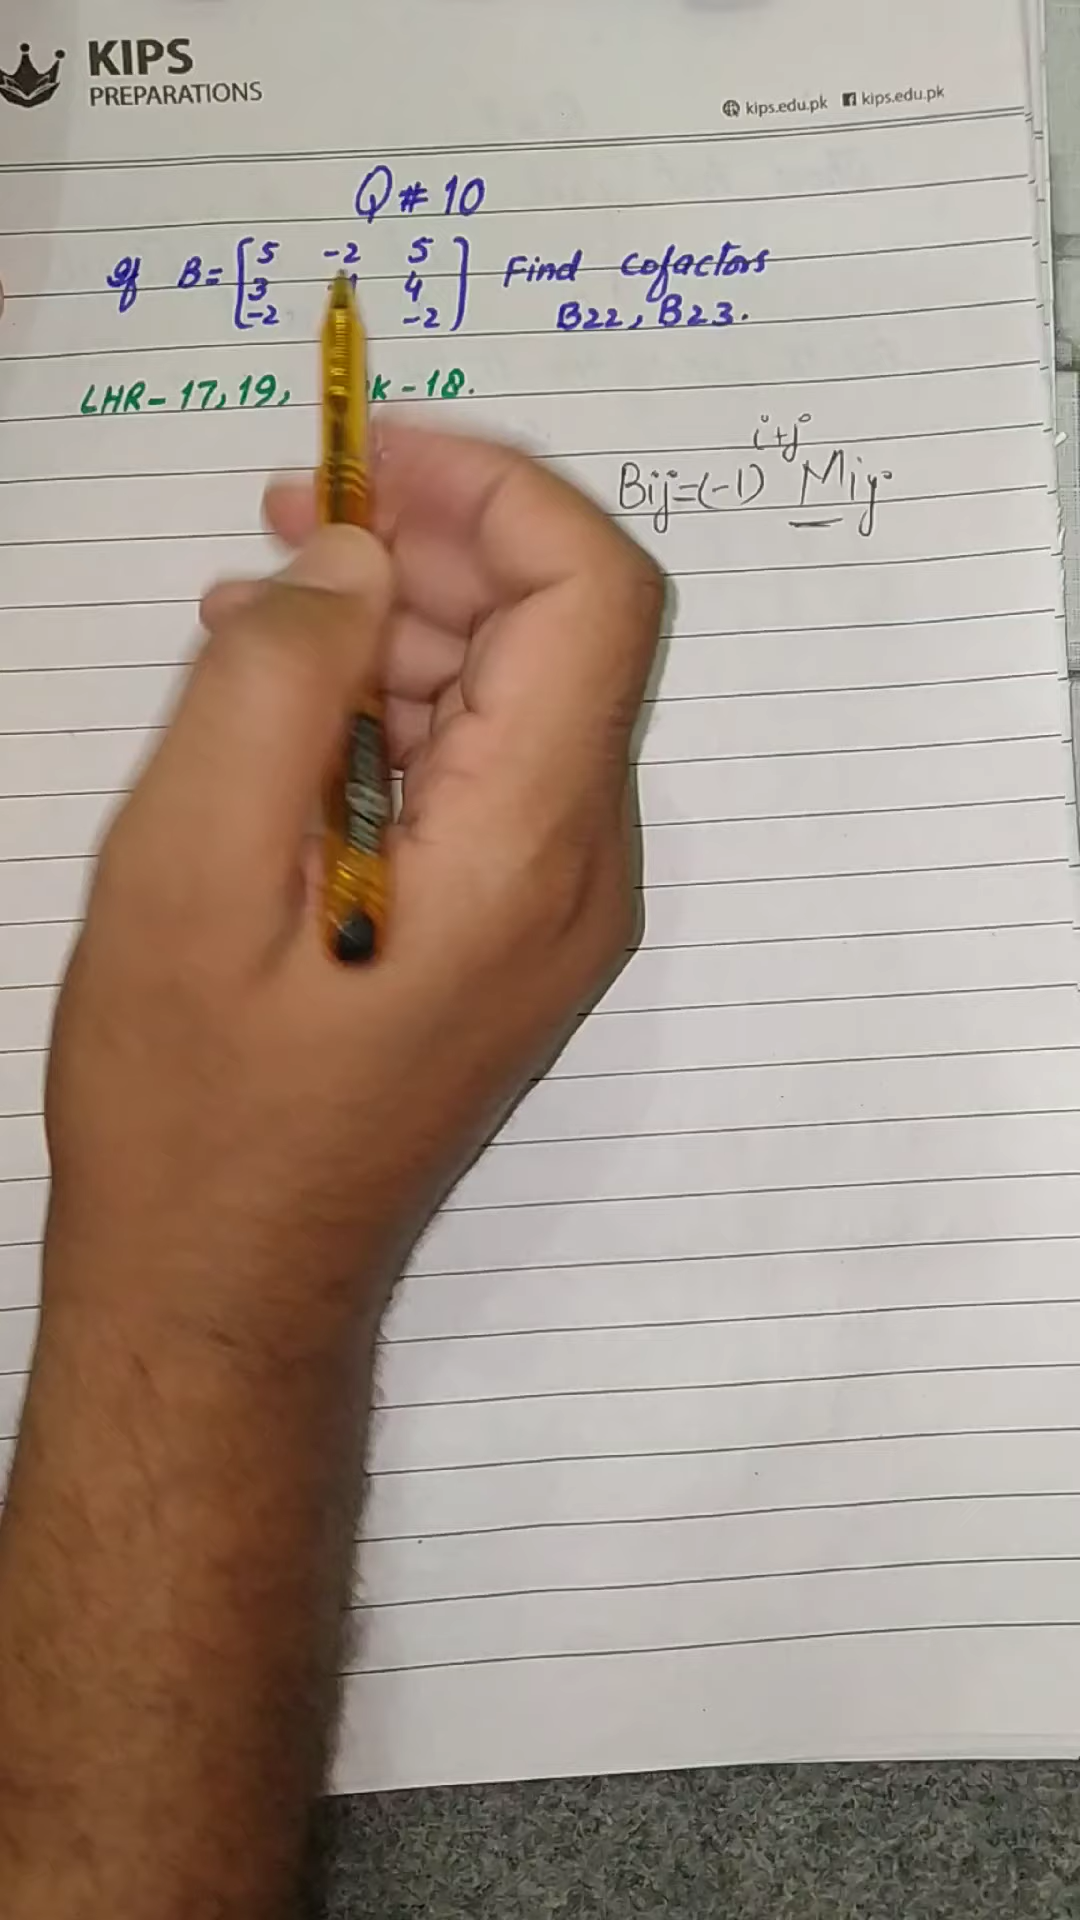 KIPS
PREPARATIONS
kips.edu.pk kips.edu.pk
Q # 10
If B = [5 -2 5] Find cofactors
3 4
-2 -2 B22, B23.
LHR - 17, 19, K - 18.
Bij = (-1)^i+j Mij